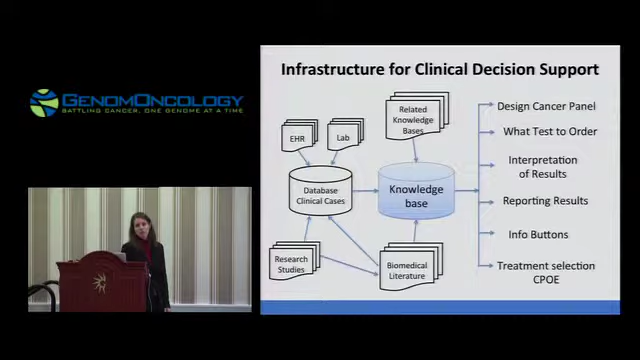 GENOMONCOLOGY
BATTLING CANCER, ONE GENOME AT A TIME
Infrastructure for Clinical Decision Support
EHR
Lab
Related
Knowledge
Bases
Database
Clinical Cases
Knowledge
base
Research
Studies
Biomedical
Literature
Design Cancer Panel
What Test to Order
Interpretation
of Results
Reporting Results
Info Buttons
Treatment selection
CPOE